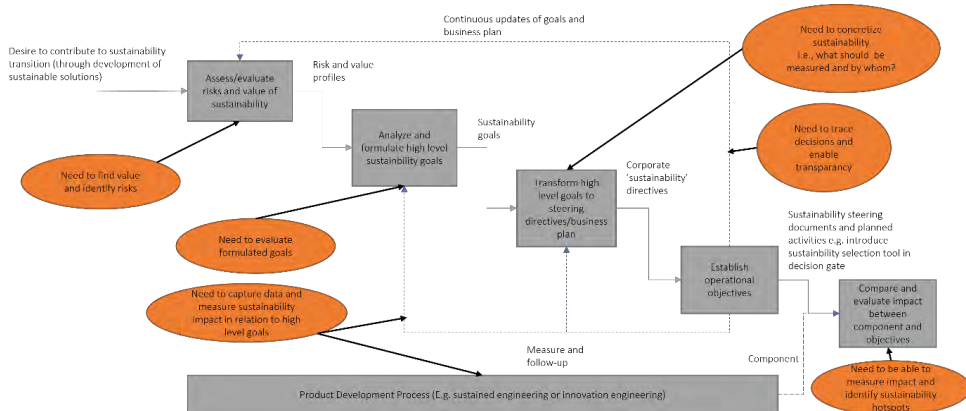 Continuous updates of goals and
business plan
Need to concretize
sustainability
i.e., what should be
measured and by whom?
Desire to contribute to sustainability
transition (through development of
sustainable solutions)
Assess/evaluate
risks and value of
sustainability
Risk and value
profiles
Analyze and
formulate high level
sustainbility goals
Sustainability
goals
Need to trace
decisions and
enable
transparency
Need to find value
and identify risks
Transform high
level goals to
steering
directives/business
plan
Corporate
'sustainability'
directives
Need to evaluate
formulated goals
Sustainability steering
documents and planned
activities e.g. introduce
sustainbility selection tool in
decision gate
Establish
operational
objectives
Need to capture data and
measure sustainability
impact in relation to high
level goals
Compare and
evaluate impact
between
component and
objectives
Measure and
follow-up
Component
Need to be able to
measure impact and
identify sustainability
hotspots
Product Development Process (E.g. sustained engineering or innovation engineering)